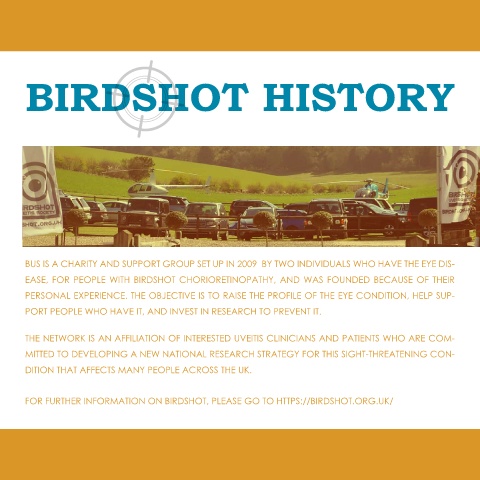 BIRDSHOT HISTORY
BIRDSHOT
BIRDSHOT
BUS IS A CHARITY AND SUPPORT GROUP SET UP IN 2009 BY TWO INDIVIDUALS WHO HAVE THE EYE DIS-
EASE, FOR PEOPLE WITH BIRDSHOT CHORIORETINOPATHY, AND WAS FOUNDED BECAUSE OF THEIR
PERSONAL EXPERIENCE. THE OBJECTIVE IS TO RAISE THE PROFILE OF THE EYE CONDITION, HELP SUP-
PORT PEOPLE WHO HAVE IT, AND INVEST IN RESEARCH TO PREVENT IT.
THE NETWORK IS AN AFFILIATION OF INTERESTED UVEITIS CLINICIANS AND PATIENTS WHO ARE COM-
MITTED TO DEVELOPING A NEW NATIONAL RESEARCH STRATEGY FOR THIS SIGHT-THREATENING CON-
DITION THAT AFFECTS MANY PEOPLE ACROSS THE UK.
FOR FURTHER INFORMATION ON BIRDSHOT, PLEASE GO TO HTTPS://BIRDSHOT.ORG.UK/